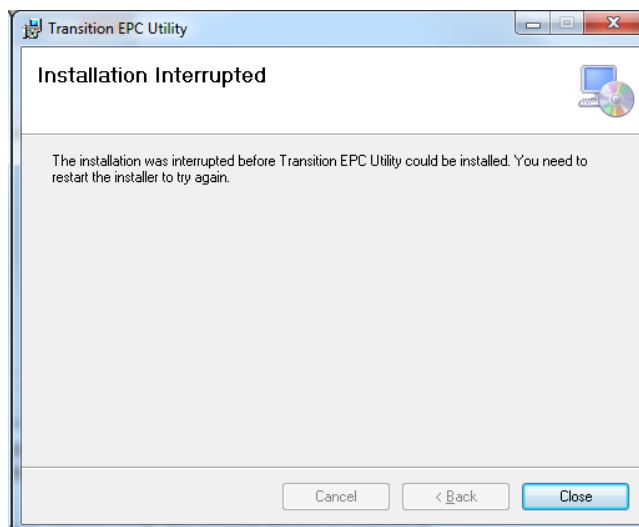 Transition EPC Utility
Installation Interrupted
The installation was interrupted before Transition EPC Utility could be installed. You need to
restart the installer to try again.
Cancel
< Back
Close